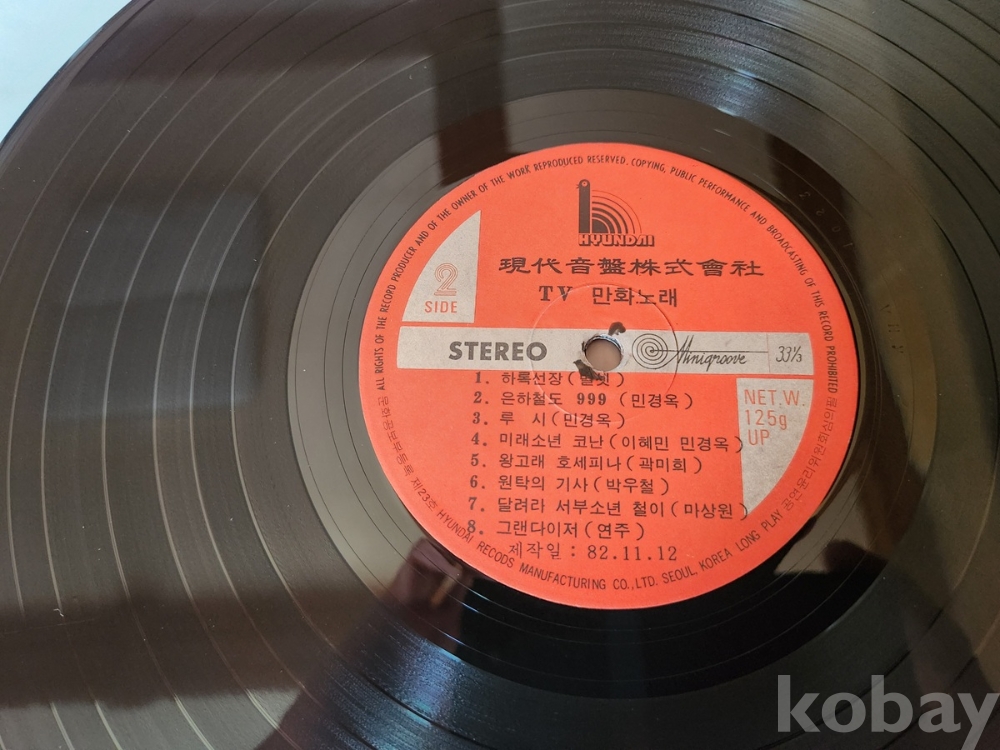 ALL RIGHTS OF THE RECORD PRODUCER AND OF THE OWNER OF THE WORK REPRODUCED RESERVED. COPYING, PUBLIC PERFORMANCE AND BROADCASTING OF THIS RECORD PROHIBITED
HYUNDAI
現代音盤株式會社
TV 만화노래
2
SIDE
STEREO
Minigroove
33⅓
NET.W.
125g
UP
1. 하록선장( )
2. 은하철도 999 (민경옥)
3. 루 시(민경옥)
4. 미래소년 코난(이혜민 민경옥)
5. 왕고래 호세피나(곽미희)
6. 원탁의 기사(박우철)
7. 달려라 서부소년 철이(마상원)
8. 그랜다이저(연주)
제작일: 82.11.12
제23호 HYUNDAI RECODS MANUFACTURING CO.,LTD. SEOUL, KOREA LONG PLAY
kobay